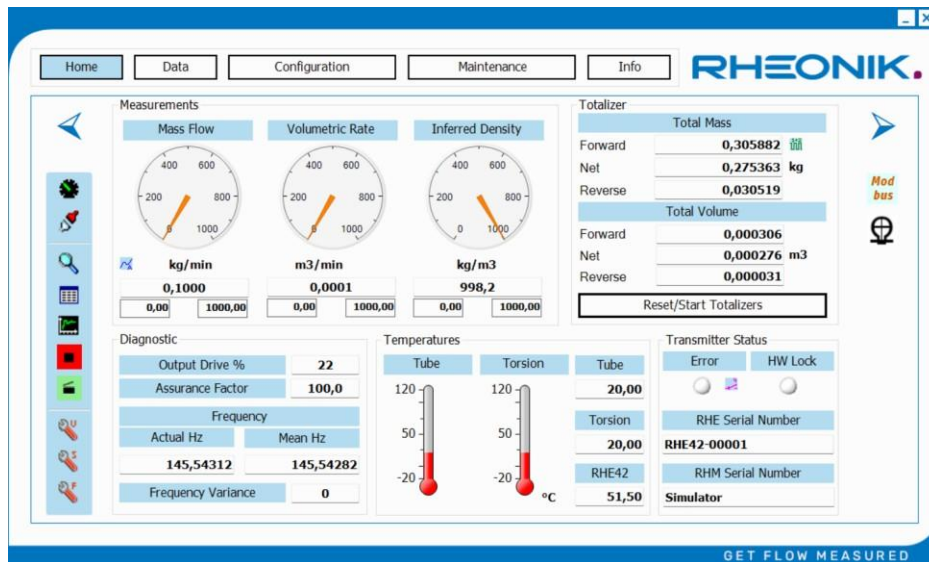 Home Data Configuration Maintenance Info RHEONIK.
Measurements
Mass Flow Volumetric Rate Inferred Density
400 600 400 600 400 600
200 800 200 800 200 800
0 1000 0 1000 0 1000
kg/min m3/min kg/m3
0,1000 0,0001 998,2
0,00 1000,00 0,00 1000,00 0,00 1000,00
Totalizer
Total Mass
Forward 0,305882
Net 0,275363 kg
Reverse 0,030519
Total Volume
Forward 0,000306
Net 0,000276 m3
Reverse 0,000031
Reset/Start Totalizers
Mod
bus
U
S
F
Diagnostic
Output Drive % 22
Assurance Factor 100,0
Frequency
Actual Hz Mean Hz
145,54312 145,54282
Frequency Variance 0
Temperatures
Tube Torsion Tube
120 120 20,00
50 50 Torsion
20,00
-20 -20 RHE42
°C 51,50
Transmitter Status
Error HW Lock
RHE Serial Number
RHE42-00001
RHM Serial Number
Simulator
GET FLOW MEASURED